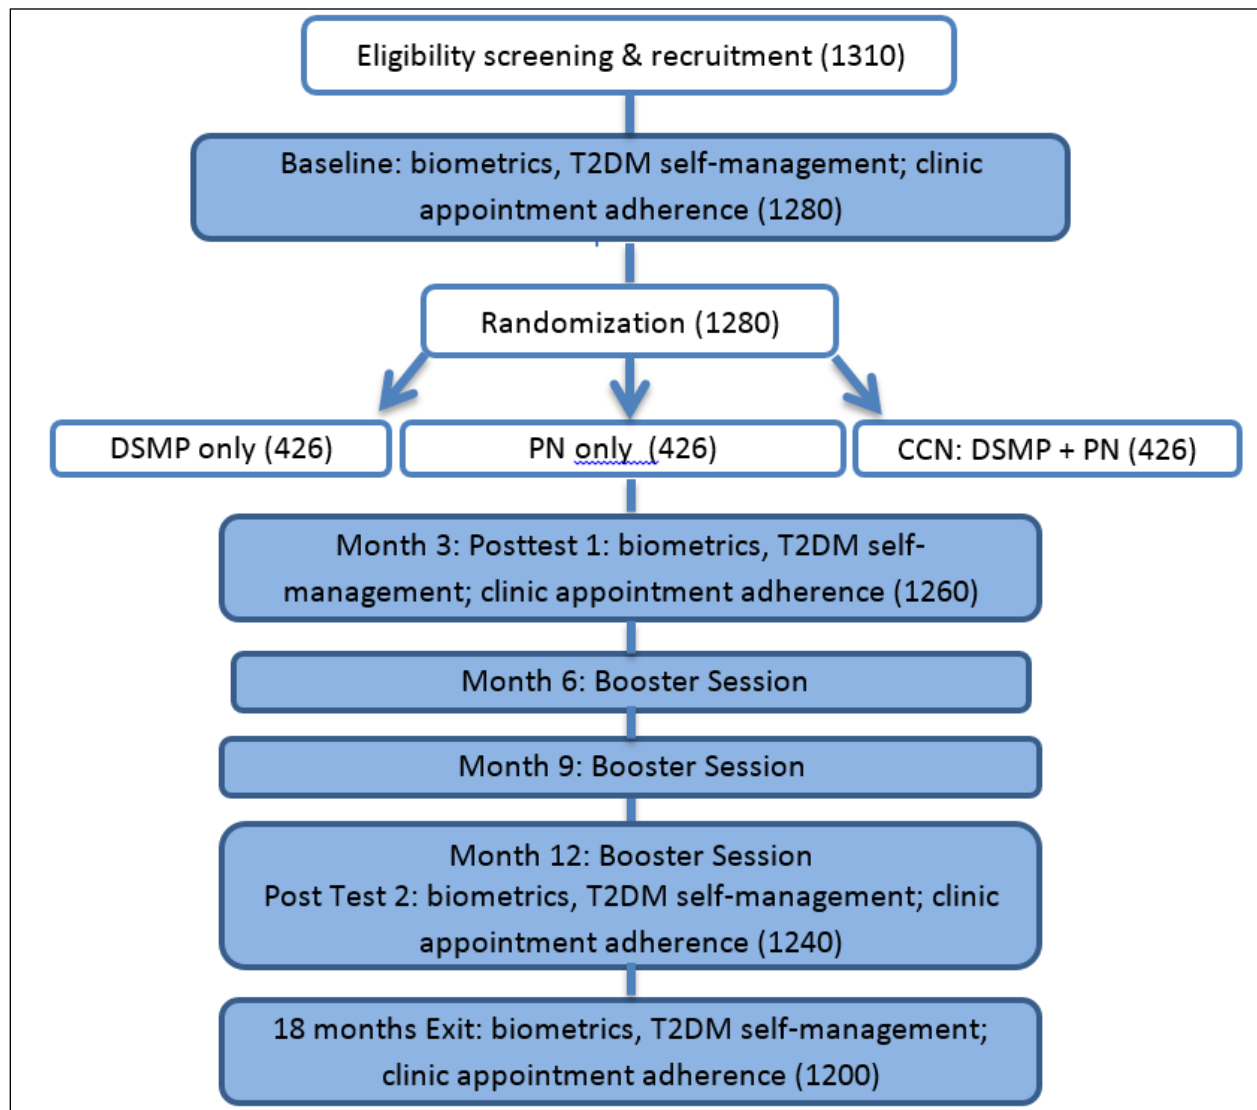 Eligibility screening & recruitment (1310)
Baseline: biometrics, T2DM self-management; clinic
appointment adherence (1280)
Randomization (1280)
DSMP only (426)
PN only  (426)
CCN: DSMP + PN (426)
Month 3: Posttest 1: biometrics, T2DM self-
management; clinic appointment adherence (1260)
Month 6: Booster Session
Month 9: Booster Session
Month 12: Booster Session
Post Test 2: biometrics, T2DM self-management; clinic
appointment adherence (1240)
18 months Exit: biometrics, T2DM self-management;
clinic appointment adherence (1200)